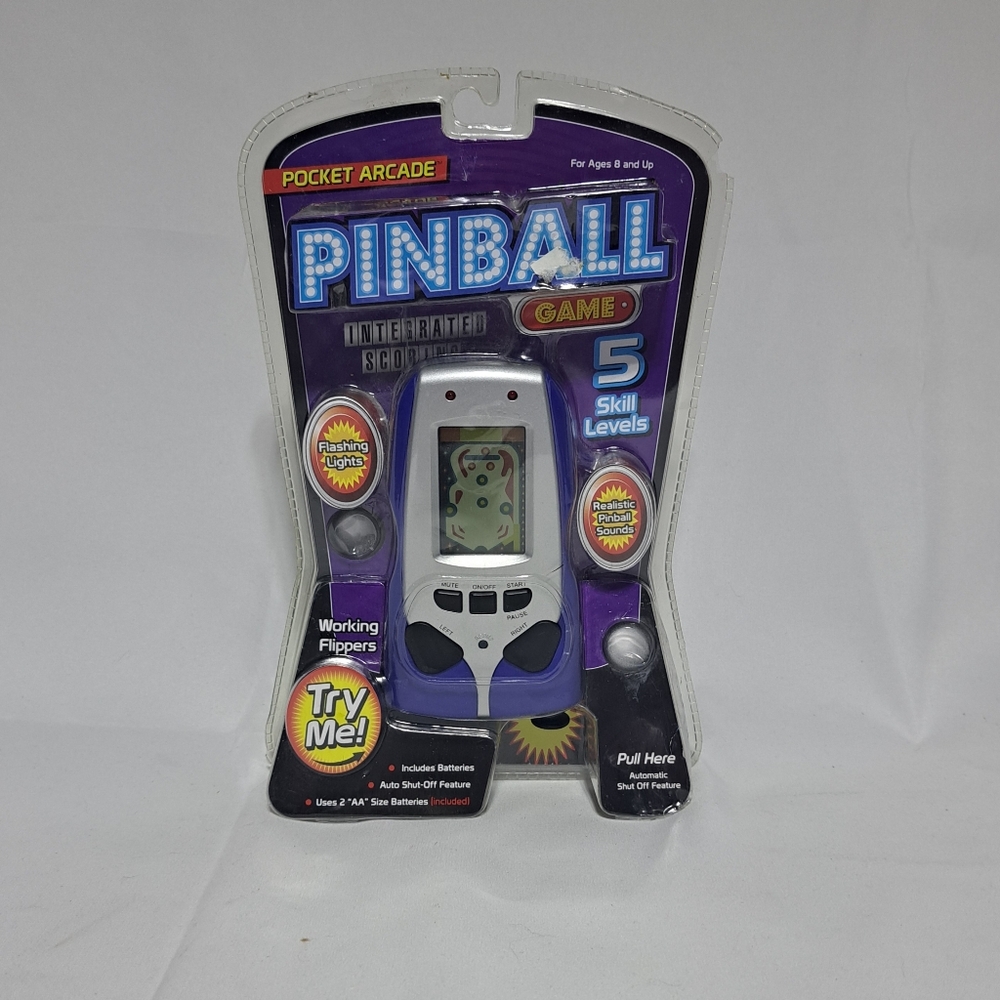 POCKET ARCADE
For Ages 8 and Up
PINBALL
GAME
INTEGRATED
SCORING
5
Skill
Levels
Flashing
Lights
Realistic
Pinball
Sounds
MUTE
ON/OFF
START
PAUSE
LEFT
RIGHT
Working
Flippers
Try
Me!
Includes Batteries
Auto Shut-Off Feature
Uses 2 "AA" Size Batteries (included)
Pull Here
Automatic
Shut Off Feature